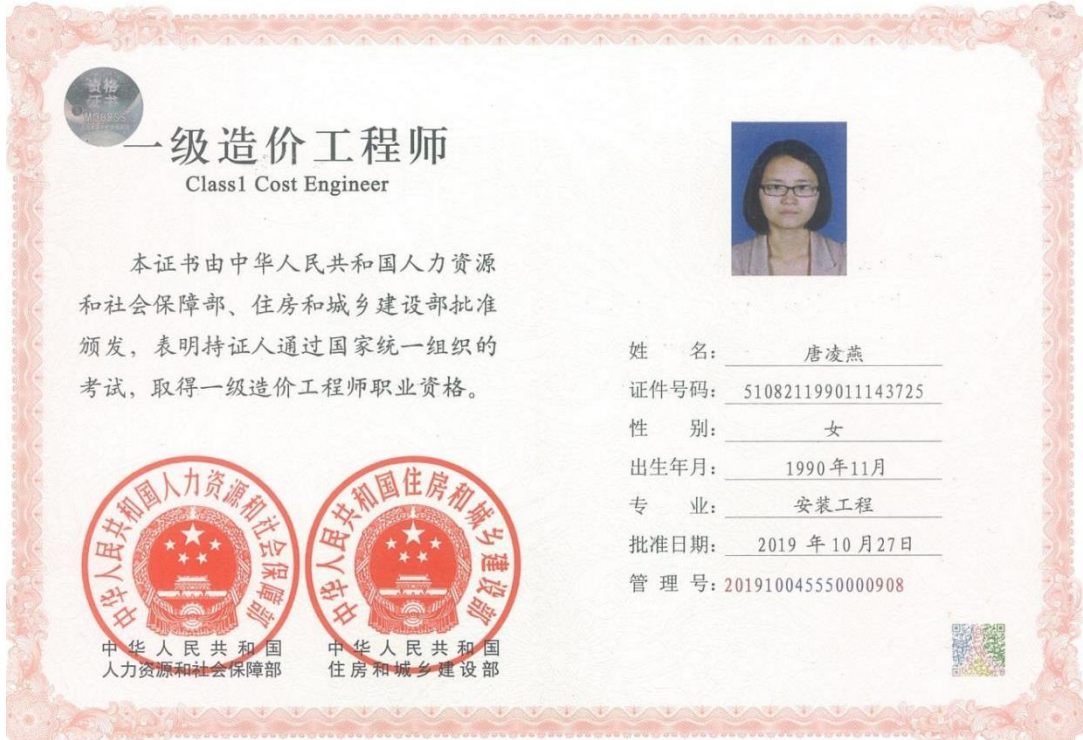 资格
证书
MOHRSS
一级造价工程师
Class1 Cost Engineer
本证书由中华人民共和国人力资源
和社会保障部、住房和城乡建设部批准
颁发，表明持证人通过国家统一组织的
考试，取得一级造价工程师职业资格。
中华人民共和国人力资源和社会保障部
中华人民共和国住房和城乡建设部
中华人民共和国
人力资源和社会保障部
中华人民共和国
住房和城乡建设部
姓 名： 唐凌燕
证件号码： 510821199011143725
性 别： 女
出生年月： 1990年11月
专 业： 安装工程
批准日期： 2019 年 10 月27日
管 理 号：201910045550000908